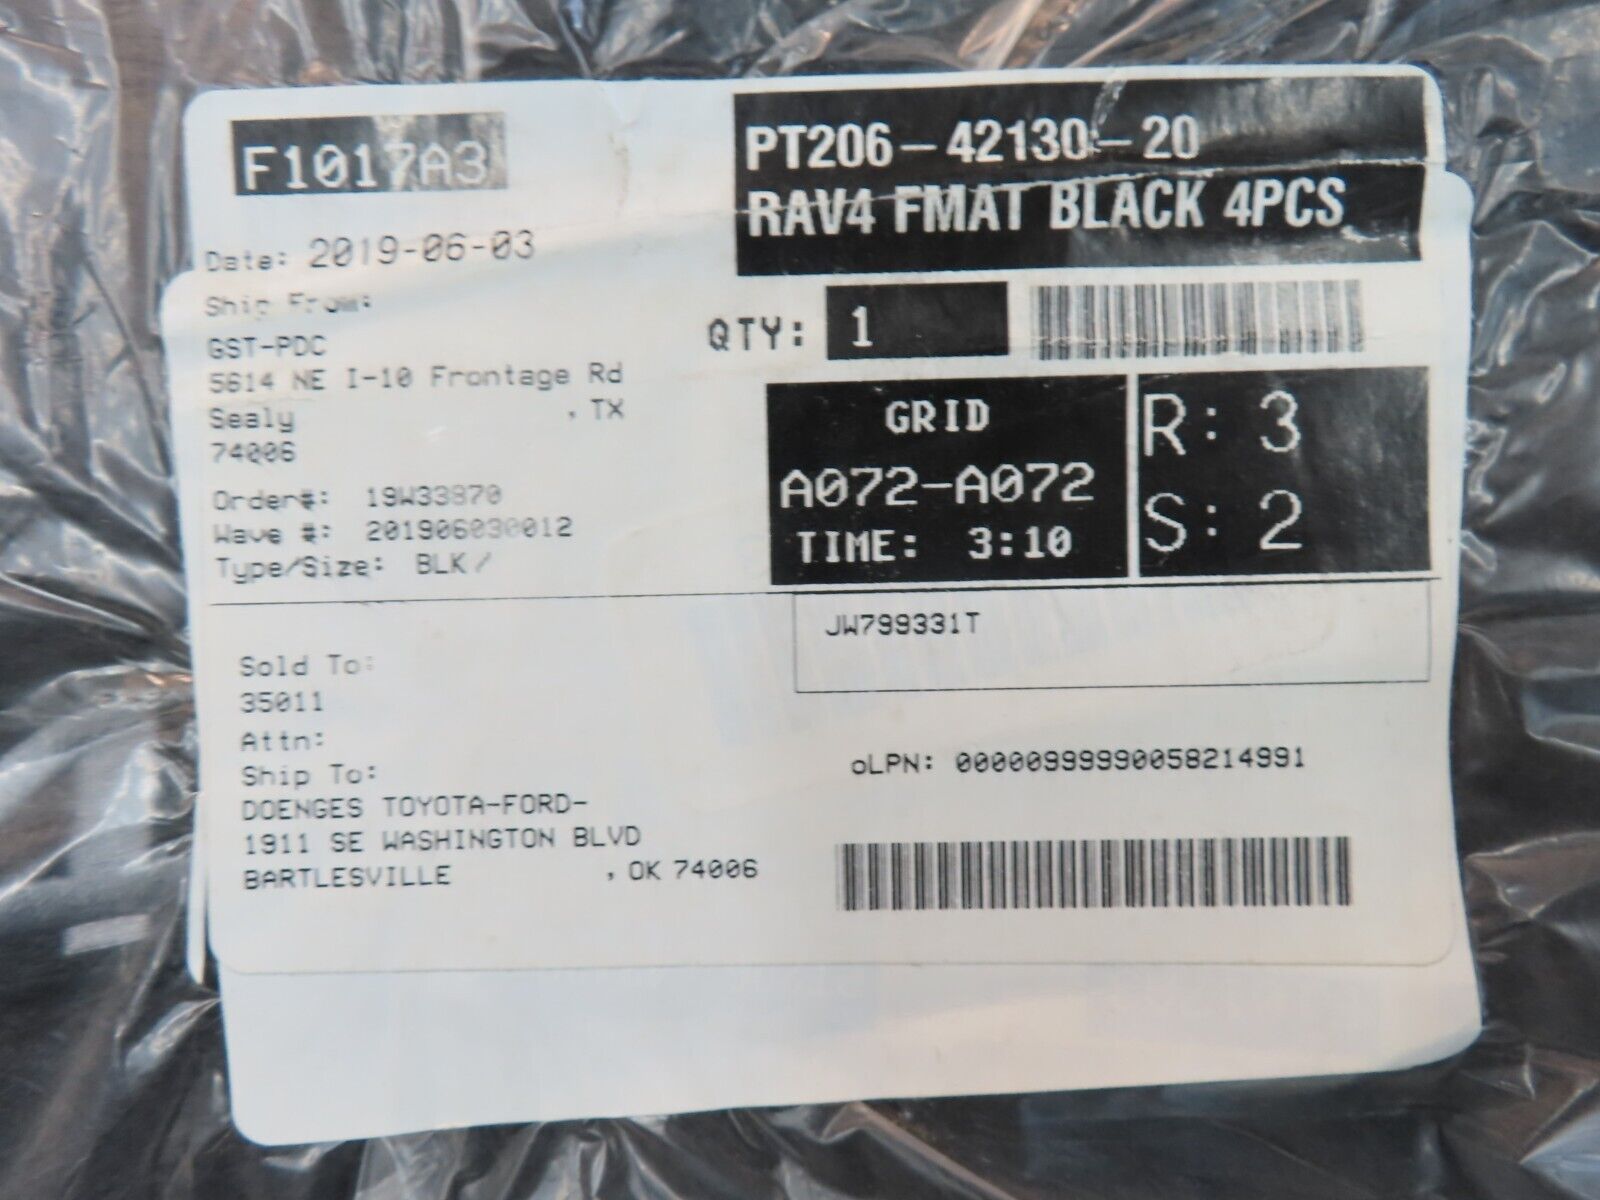 F1017A3
PT206-42130-20
RAV4 FMAT BLACK 4PCS
Date: 2019-06-03
Ship From:
GST-PDC
5614 NE I-10 Frontage Rd
Sealy , TX
74006
Order#: 19W33870
Wave #: 201906030012
Type/Size: BLK/
QTY: 1
GRID
A072-A072
TIME: 3:10
R: 3
S: 2
JW799331T
Sold To:
35011
Attn:
Ship To:
DOENGES TOYOTA-FORD-
1911 SE WASHINGTON BLVD
BARTLESVILLE , OK 74006
oLPN: 00000999990058214991